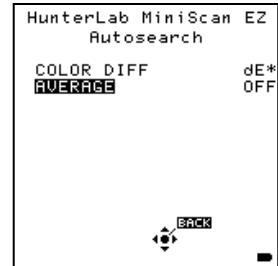 HunterLab MiniScan EZ
Autosearch
COLOR DIFF dE*
AVERAGE OFF
BACK